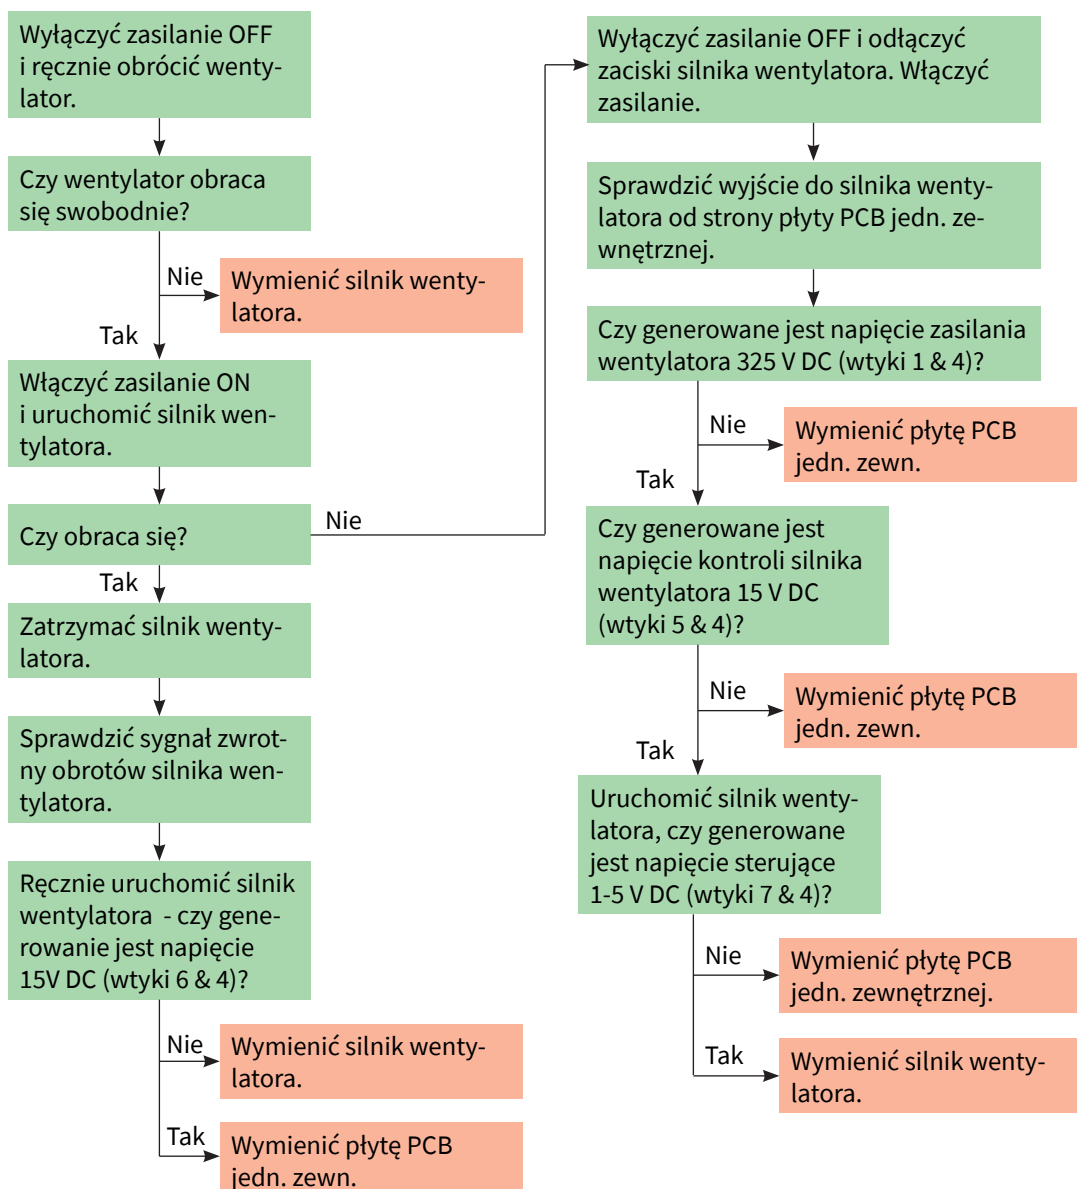 Wyłączyć zasilanie OFF
i ręcznie obrócić wenty-
lator.
Czy wentylator obraca
się swobodnie?
Nie
Wymienić silnik wenty-
latora.
Tak
Włączyć zasilanie ON
i uruchomić silnik wen-
tylatora.
Czy obraca się?
Nie
Tak
Zatrzymać silnik wenty-
latora.
Sprawdzić sygnał zwrot-
ny obrotów silnika wen-
tylatora.
Ręcznie uruchomić silnik
wentylatora - czy gene-
rowanie jest napięcie
15V DC (wtyki 6 & 4)?
Nie
Wymienić silnik wenty-
latora.
Tak
Wymienić płytę PCB
jedn. zewn.
Wyłączyć zasilanie OFF i odłączyć
zaciski silnika wentylatora. Włączyć
zasilanie.
Sprawdzić wyjście do silnika wenty-
latora od strony płyty PCB jedn. ze-
wnętrznej.
Czy generowane jest napięcie zasilania
wentylatora 325 V DC (wtyki 1 & 4)?
Nie
Wymienić płytę PCB
jedn. zewn.
Tak
Czy generowane jest
napięcie kontroli silnika
wentylatora 15 V DC
(wtyki 5 & 4)?
Nie
Wymienić płytę PCB
jedn. zewn.
Tak
Uruchomić silnik wenty-
latora, czy generowane
jest napięcie sterujące
1-5 V DC (wtyki 7 & 4)?
Nie
Wymienić płytę PCB
jedn. zewnętrznej.
Tak
Wymienić silnik wenty-
latora.